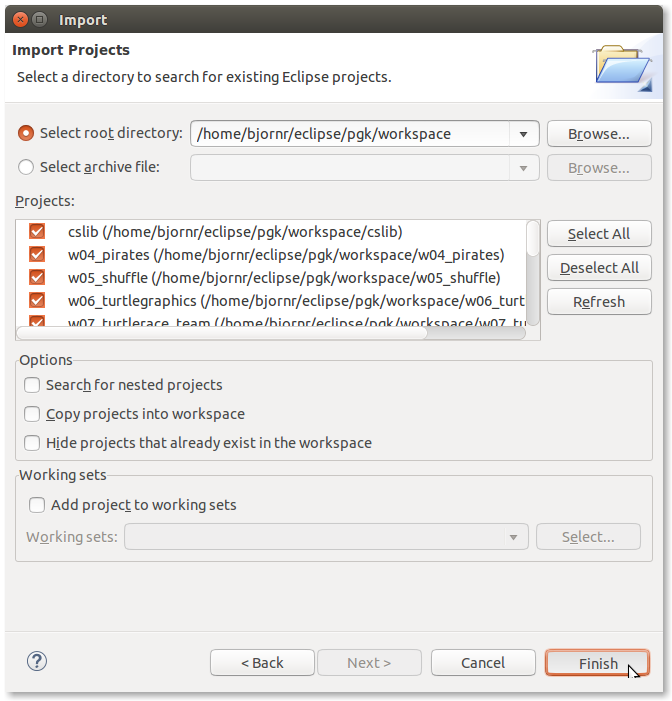 Import
Import Projects
Select a directory to search for existing Eclipse projects.
Select root directory: /home/bjornr/eclipse/pgk/workspace Browse...
Select archive file: Browse...
Projects:
cslib (/home/bjornr/eclipse/pgk/workspace/cslib)
w04_pirates (/home/bjornr/eclipse/pgk/workspace/w04_pirates)
w05_shuffle (/home/bjornr/eclipse/pgk/workspace/w05_shuffle)
w06_turtlegraphics (/home/bjornr/eclipse/pgk/workspace/w06_turt
w07_turtlerace_team (/home/bjornr/eclipse/pgk/workspace/w07_tu
Select All
Deselect All
Refresh
Options
Search for nested projects
Copy projects into workspace
Hide projects that already exist in the workspace
Working sets
Add project to working sets
Working sets: Select...
? < Back Next > Cancel Finish